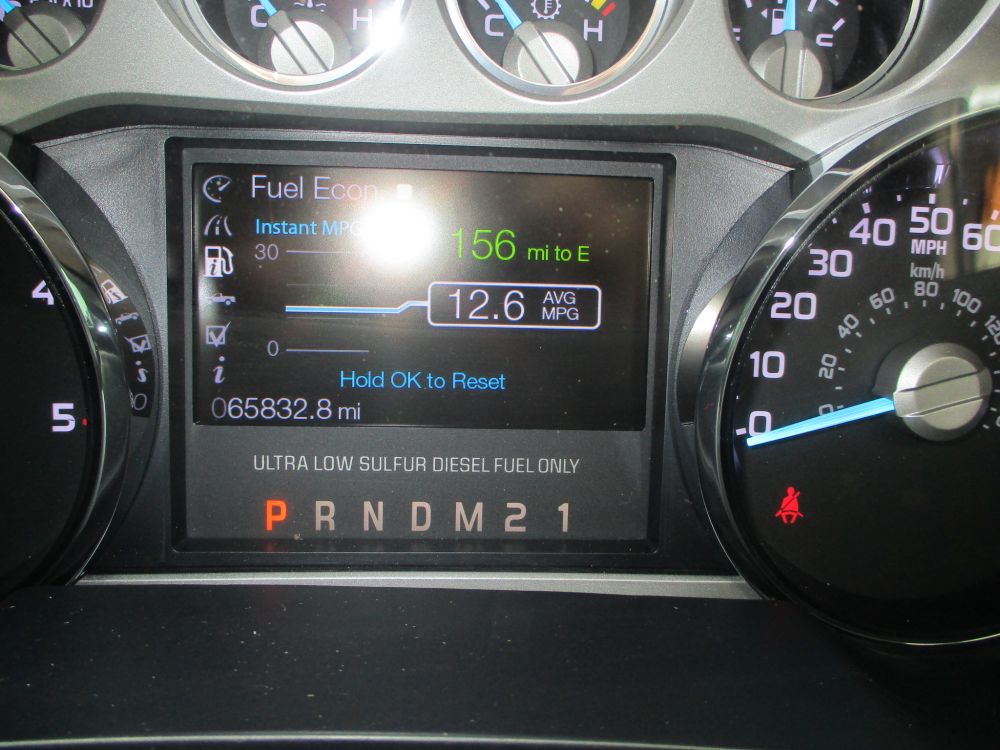 C H
C H
Fuel Econ
Instant MPG
30
156 mi to E
12.6 AVG
MPG
0
Hold OK to Reset
065832.8 mi
ULTRA LOW SULFUR DIESEL FUEL ONLY
P R N D M 2 1
4
5
0 10 20 30 40 50 60
MPH
km/h
0 20 40 60 80 100 120